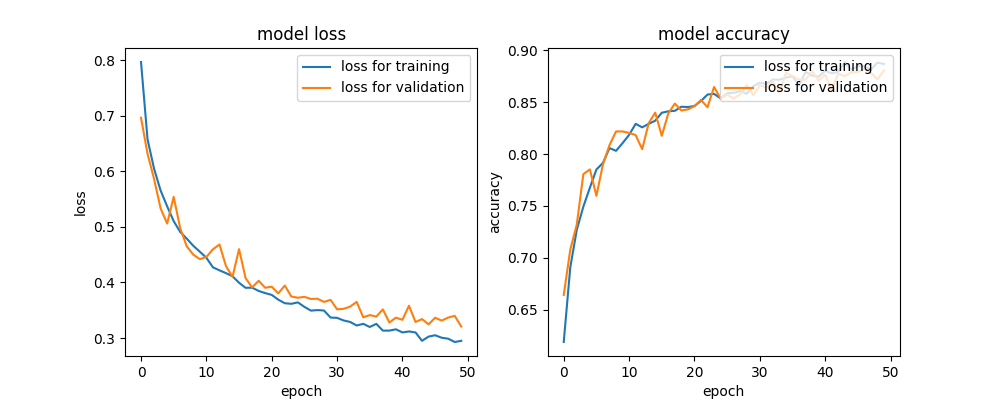 model loss
loss for training
loss for validation
0.8
0.7
0.6
0.5
0.4
0.3
loss
0
10
20
30
40
50
epoch
model accuracy
loss for training
loss for validation
0.90
0.85
0.80
0.75
0.70
0.65
accuracy
0
10
20
30
40
50
epoch